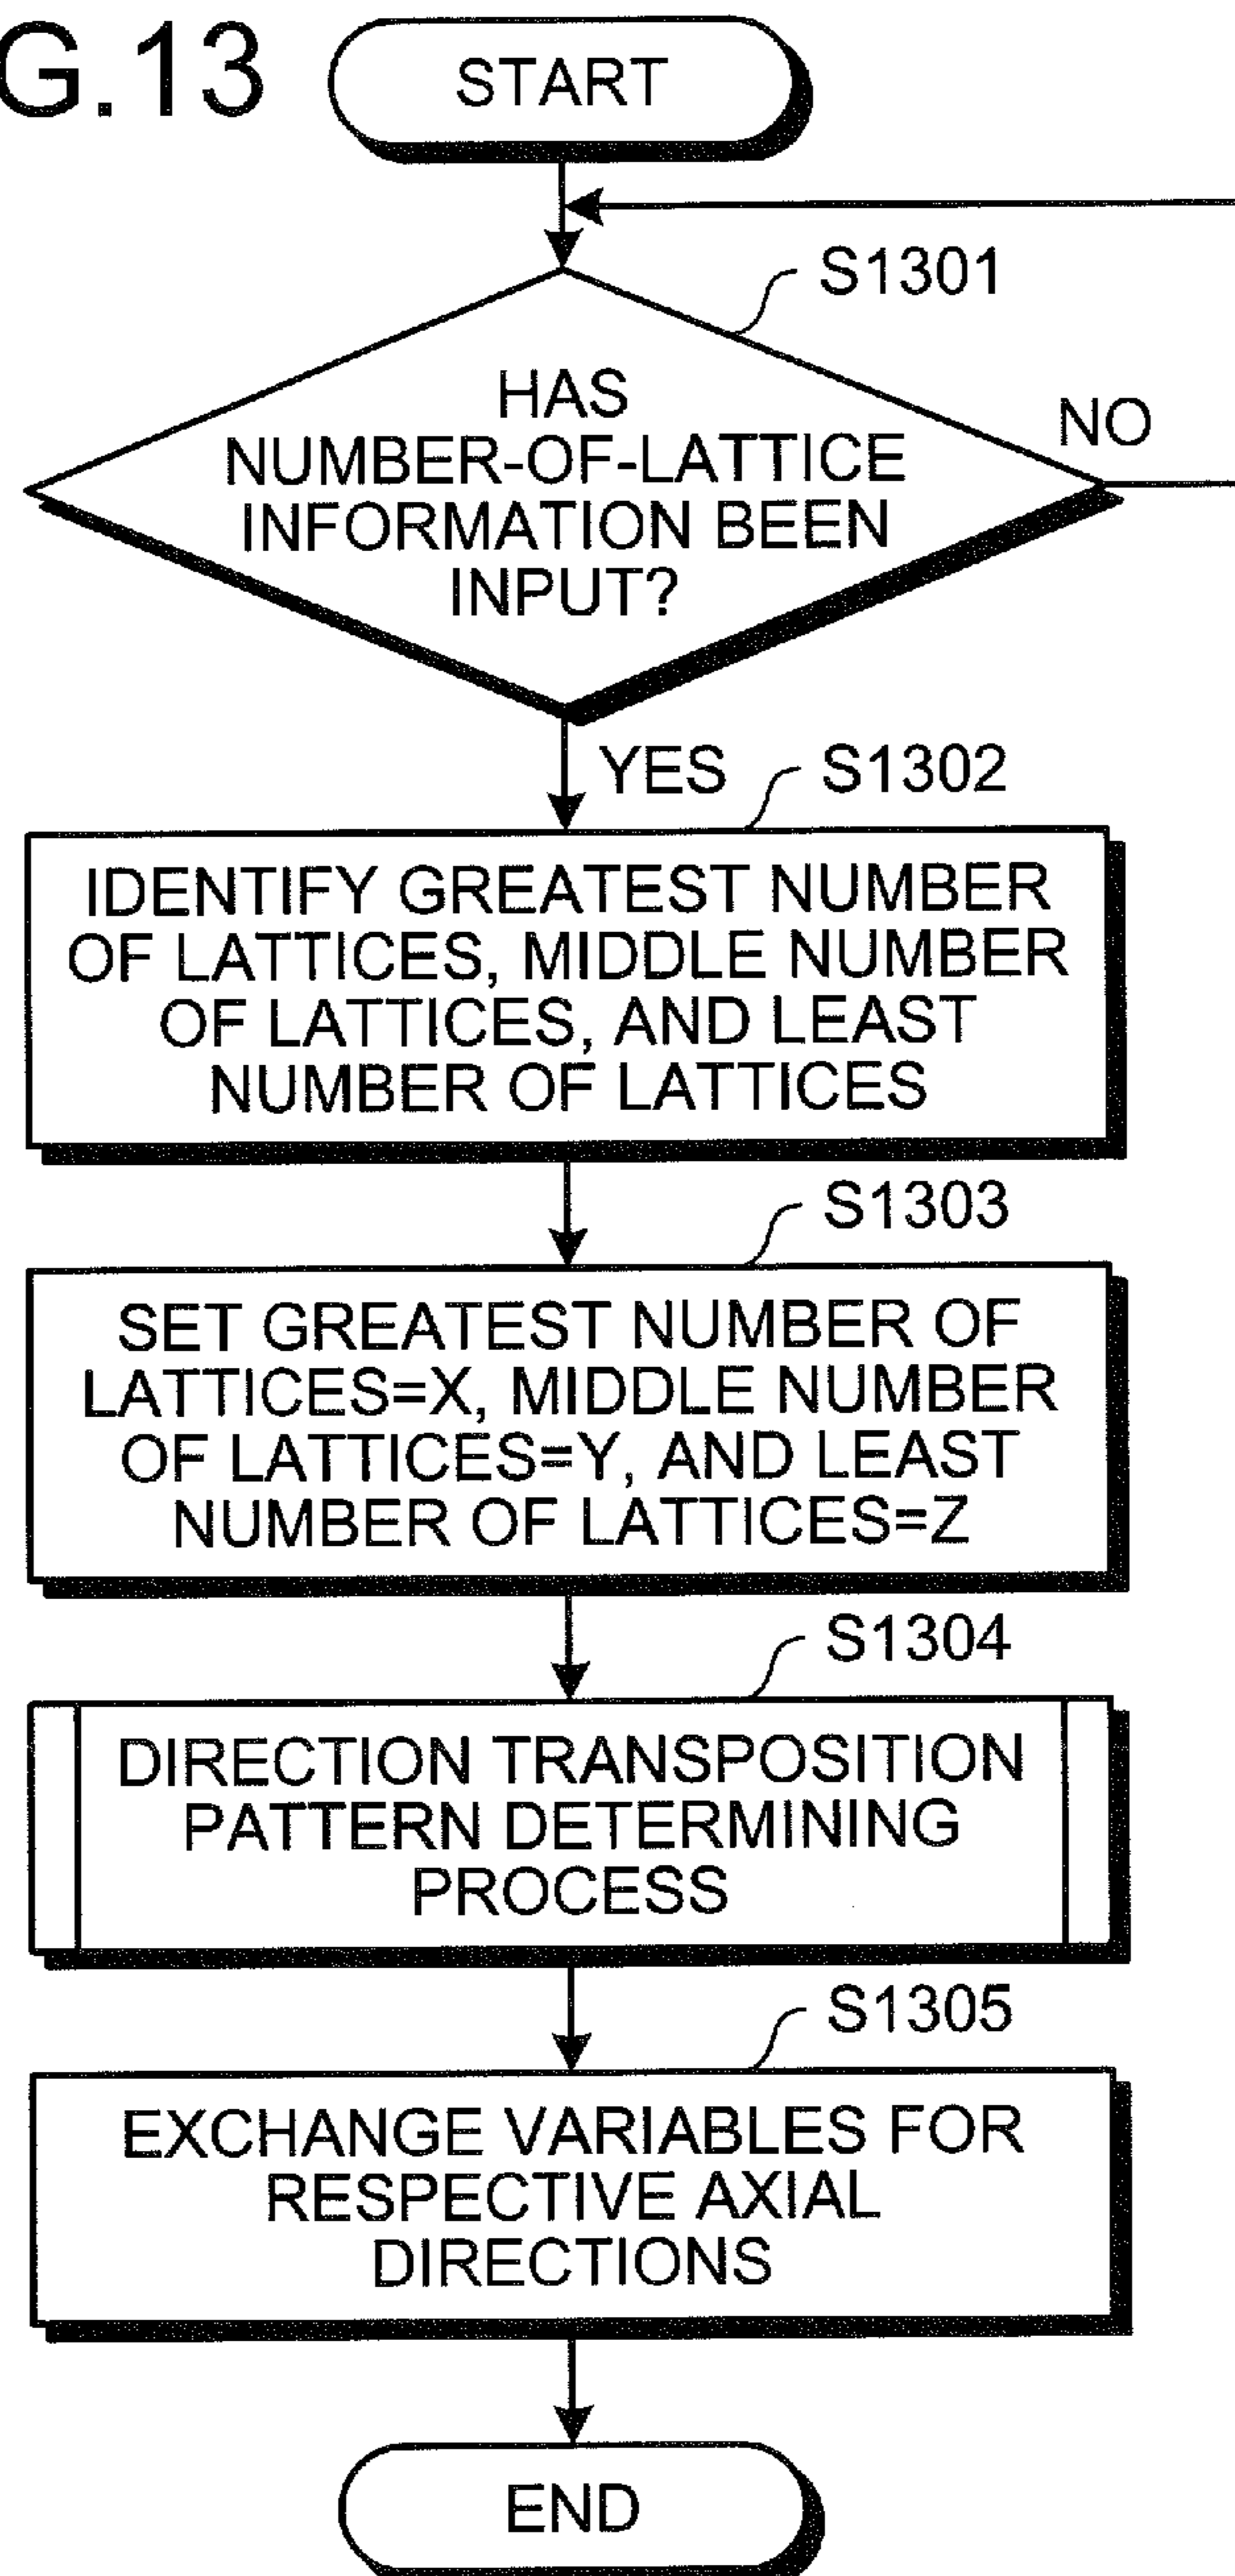 G.13
START
S1301
HAS
NUMBER-OF-LATTICE
INFORMATION BEEN
INPUT?
NO
YES
S1302
IDENTIFY GREATEST NUMBER
OF LATTICES, MIDDLE NUMBER
OF LATTICES, AND LEAST
NUMBER OF LATTICES
S1303
SET GREATEST NUMBER OF
LATTICES=X, MIDDLE NUMBER
OF LATTICES=Y, AND LEAST
NUMBER OF LATTICES=Z
S1304
DIRECTION TRANSPOSITION
PATTERN DETERMINING
PROCESS
S1305
EXCHANGE VARIABLES FOR
RESPECTIVE AXIAL
DIRECTIONS
END